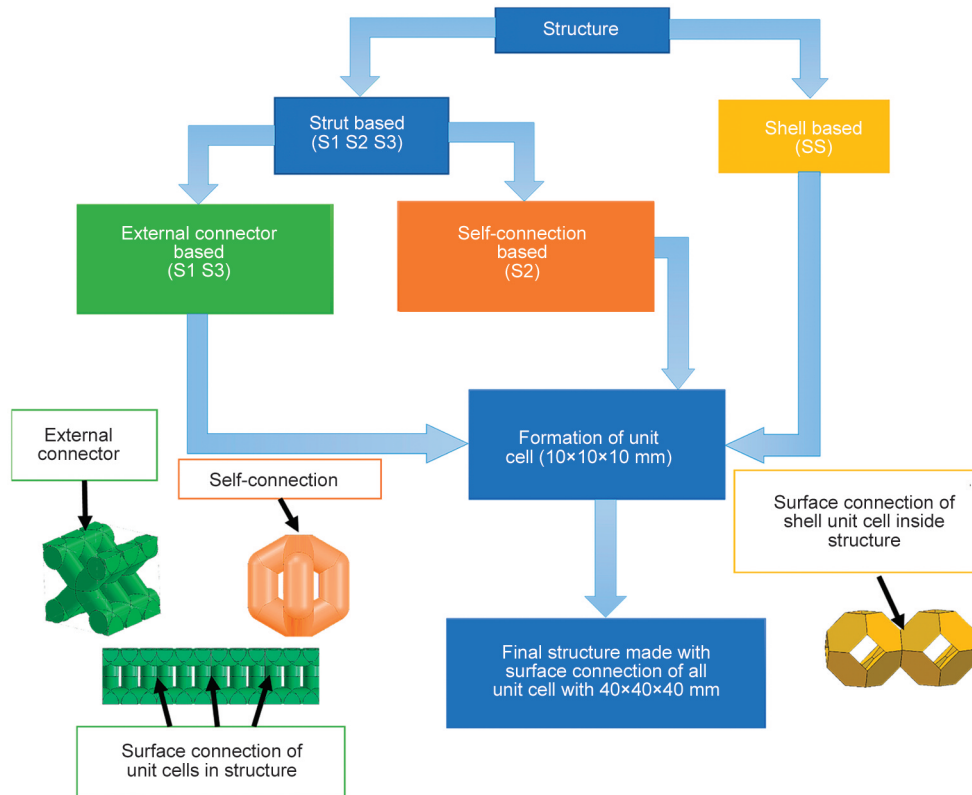 Structure
Strut based
(S1 S2 S3)
Shell based
(SS)
External connector
based
(S1 S3)
Self-connection
based
(S2)
Formation of unit
cell (10×10×10 mm)
External
connector
Self-connection
Surface connection of
shell unit cell inside
structure
Final structure made with
surface connection of all
unit cell with 40×40×40 mm
Surface connection of
unit cells in structure